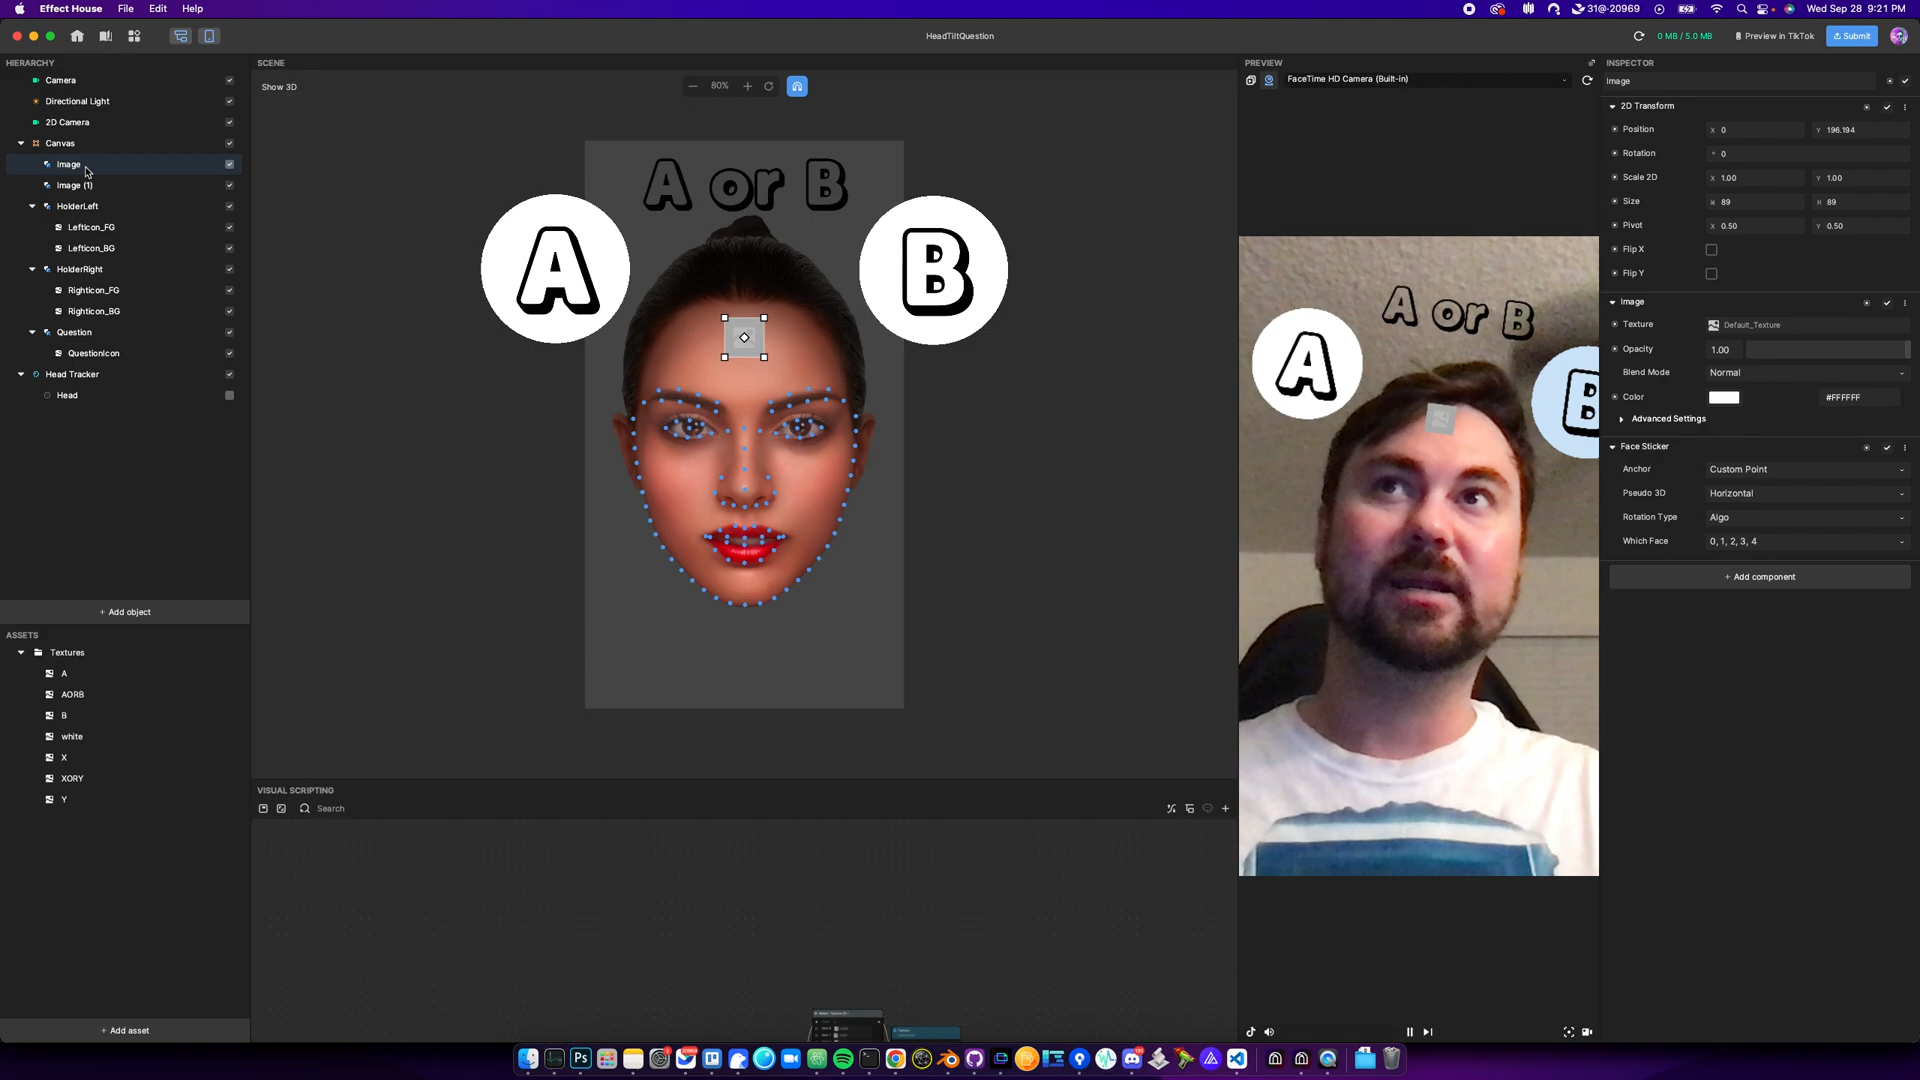 Effect House File Edit Help
31@-20969
Wed Sep 28 9:21 PM
HeadTiltQuestion
0 MB / 5.0 MB
Preview in TikTok
Submit
HIERARCHY
Camera
Directional Light
2D Camera
Canvas
Image
Image (1)
HolderLeft
LeftIcon_FG
LeftIcon_BG
HolderRight
RightIcon_FG
RightIcon_BG
Question
QuestionIcon
Head Tracker
Head
+ Add object
ASSETS
Textures
A
AORB
B
white
X
XORY
Y
+ Add asset
SCENE
Show 3D
80%
A or B
A
B
VISUAL SCRIPTING
Search
PREVIEW
FaceTime HD Camera (Built-in)
A or B
A
B
INSPECTOR
Image
2D Transform
Position X 0 Y 196.194
Rotation ° 0
Scale 2D X 1.00 Y 1.00
Size W 89 H 89
Pivot X 0.50 Y 0.50
Flip X
Flip Y
Image
Texture Default_Texture
Opacity 1.00
Blend Mode Normal
Color #FFFFFF
Advanced Settings
Face Sticker
Anchor Custom Point
Pseudo 3D Horizontal
Rotation Type Algo
Which Face 0, 1, 2, 3, 4
+ Add component
Ps